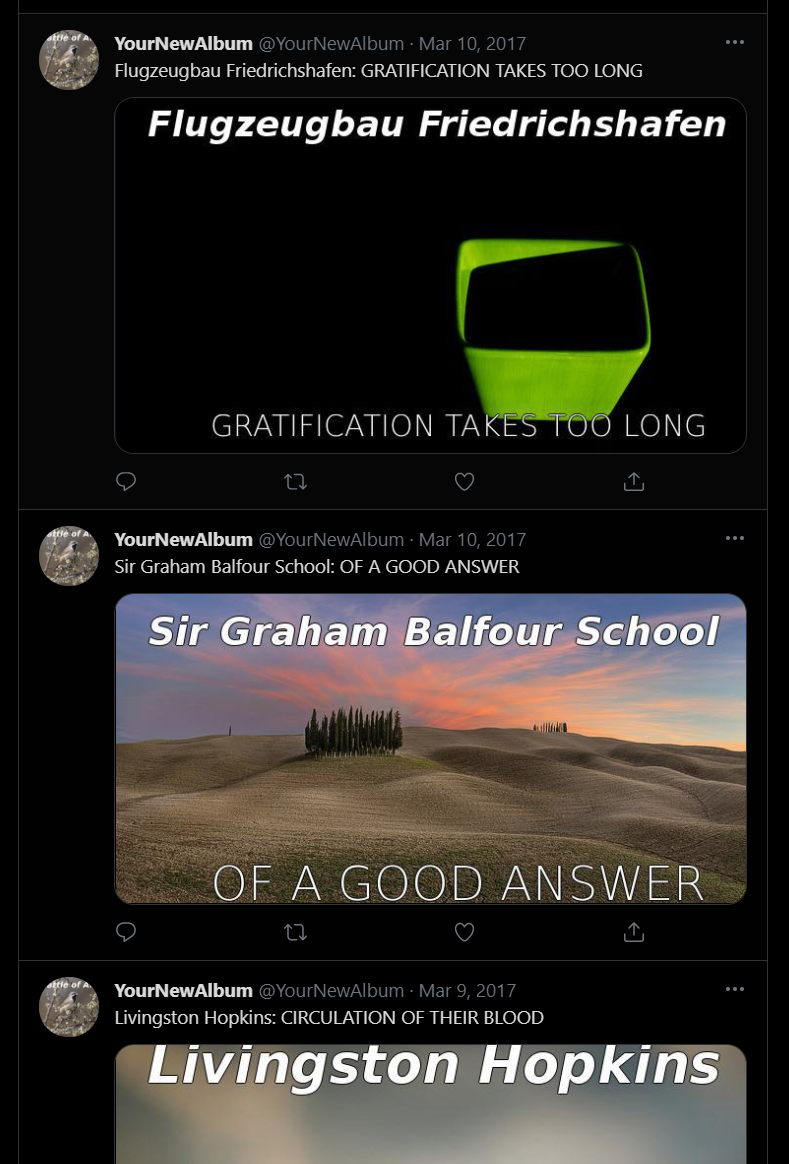 YourNewAlbum @YourNewAlbum · Mar 10, 2017
Flugzeugbau Friedrichshafen: GRATIFICATION TAKES TOO LONG
Flugzeugbau Friedrichshafen
GRATIFICATION TAKES TOO LONG
YourNewAlbum @YourNewAlbum · Mar 10, 2017
Sir Graham Balfour School: OF A GOOD ANSWER
Sir Graham Balfour School
OF A GOOD ANSWER
YourNewAlbum @YourNewAlbum · Mar 9, 2017
Livingston Hopkins: CIRCULATION OF THEIR BLOOD
Livingston Hopkins